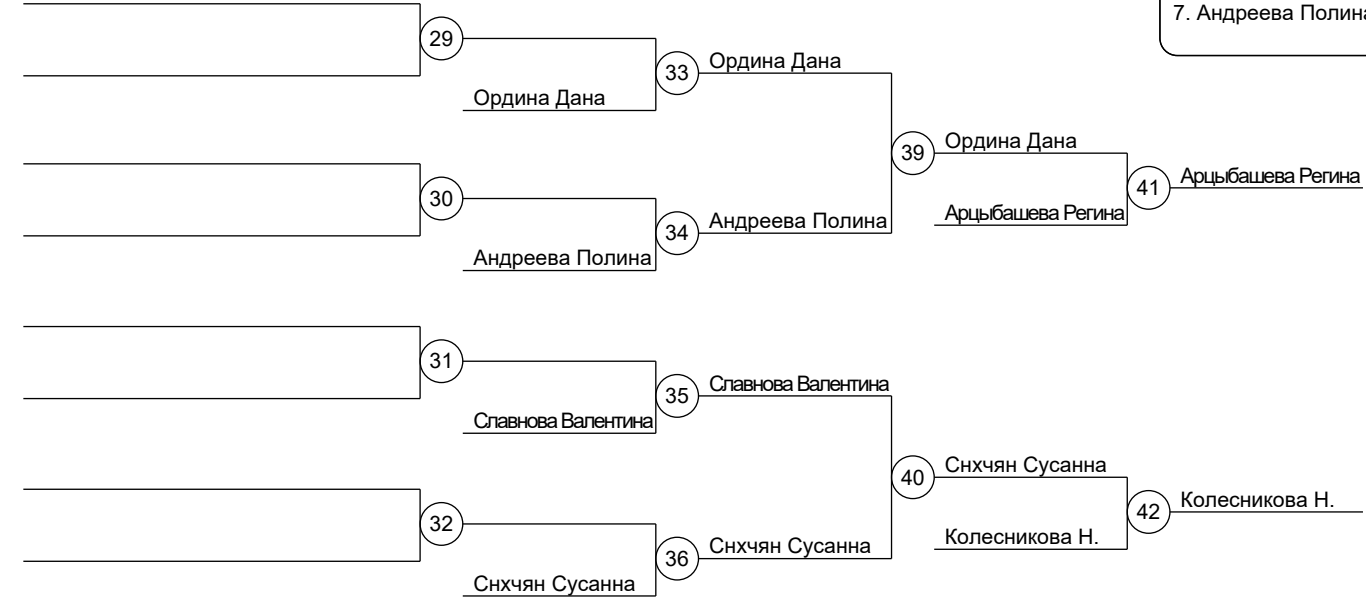 7. Андреева Полина
29
Ордина Дана
33
Ордина Дана
Ордина Дана
39
30
Арцыбашева Регина
41
Арцыбашева Регина
Андреева Полина
34
Андреева Полина
31
Славнова Валентина
35
Славнова Валентина
Снхчян Сусанна
40
Колесникова Н.
42
Колесникова Н.
32
Снхчян Сусанна
36
Снхчян Сусанна